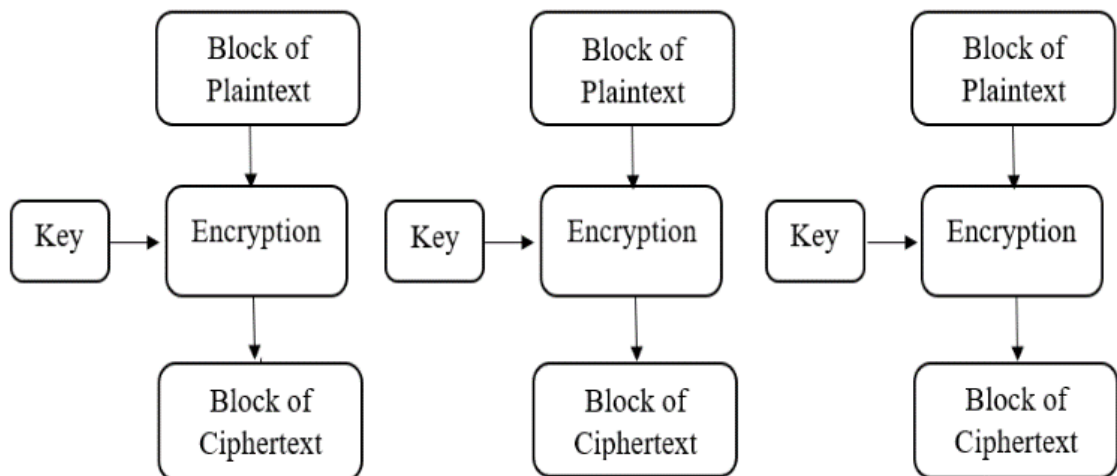 Block of
Plaintext
Block of
Plaintext
Block of
Plaintext
Key
Encryption
Key
Encryption
Key
Encryption
Block of
Ciphertext
Block of
Ciphertext
Block of
Ciphertext